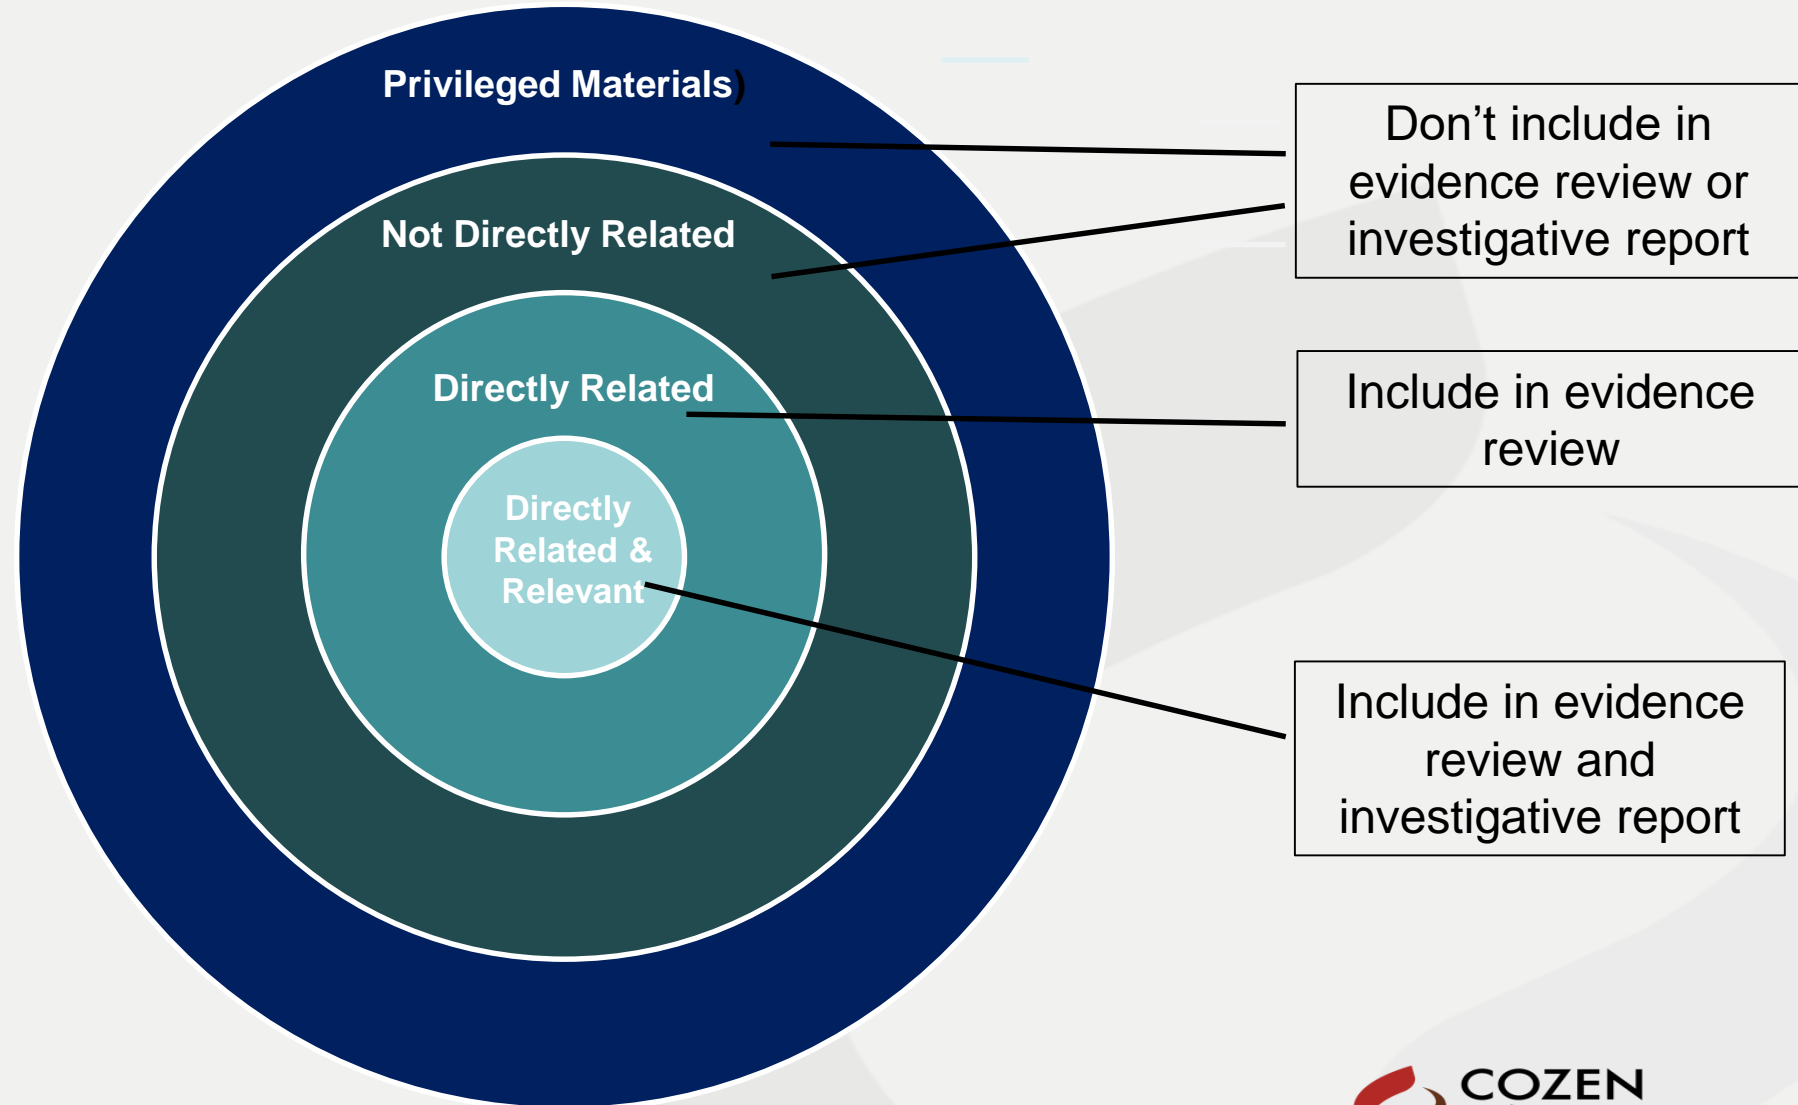 Privileged Materials)
Not Directly Related
Directly Related
Directly
Related &
Relevant
Don’t include in
evidence review or
investigative report
Include in evidence
review
Include in evidence
review and
investigative report
COZEN